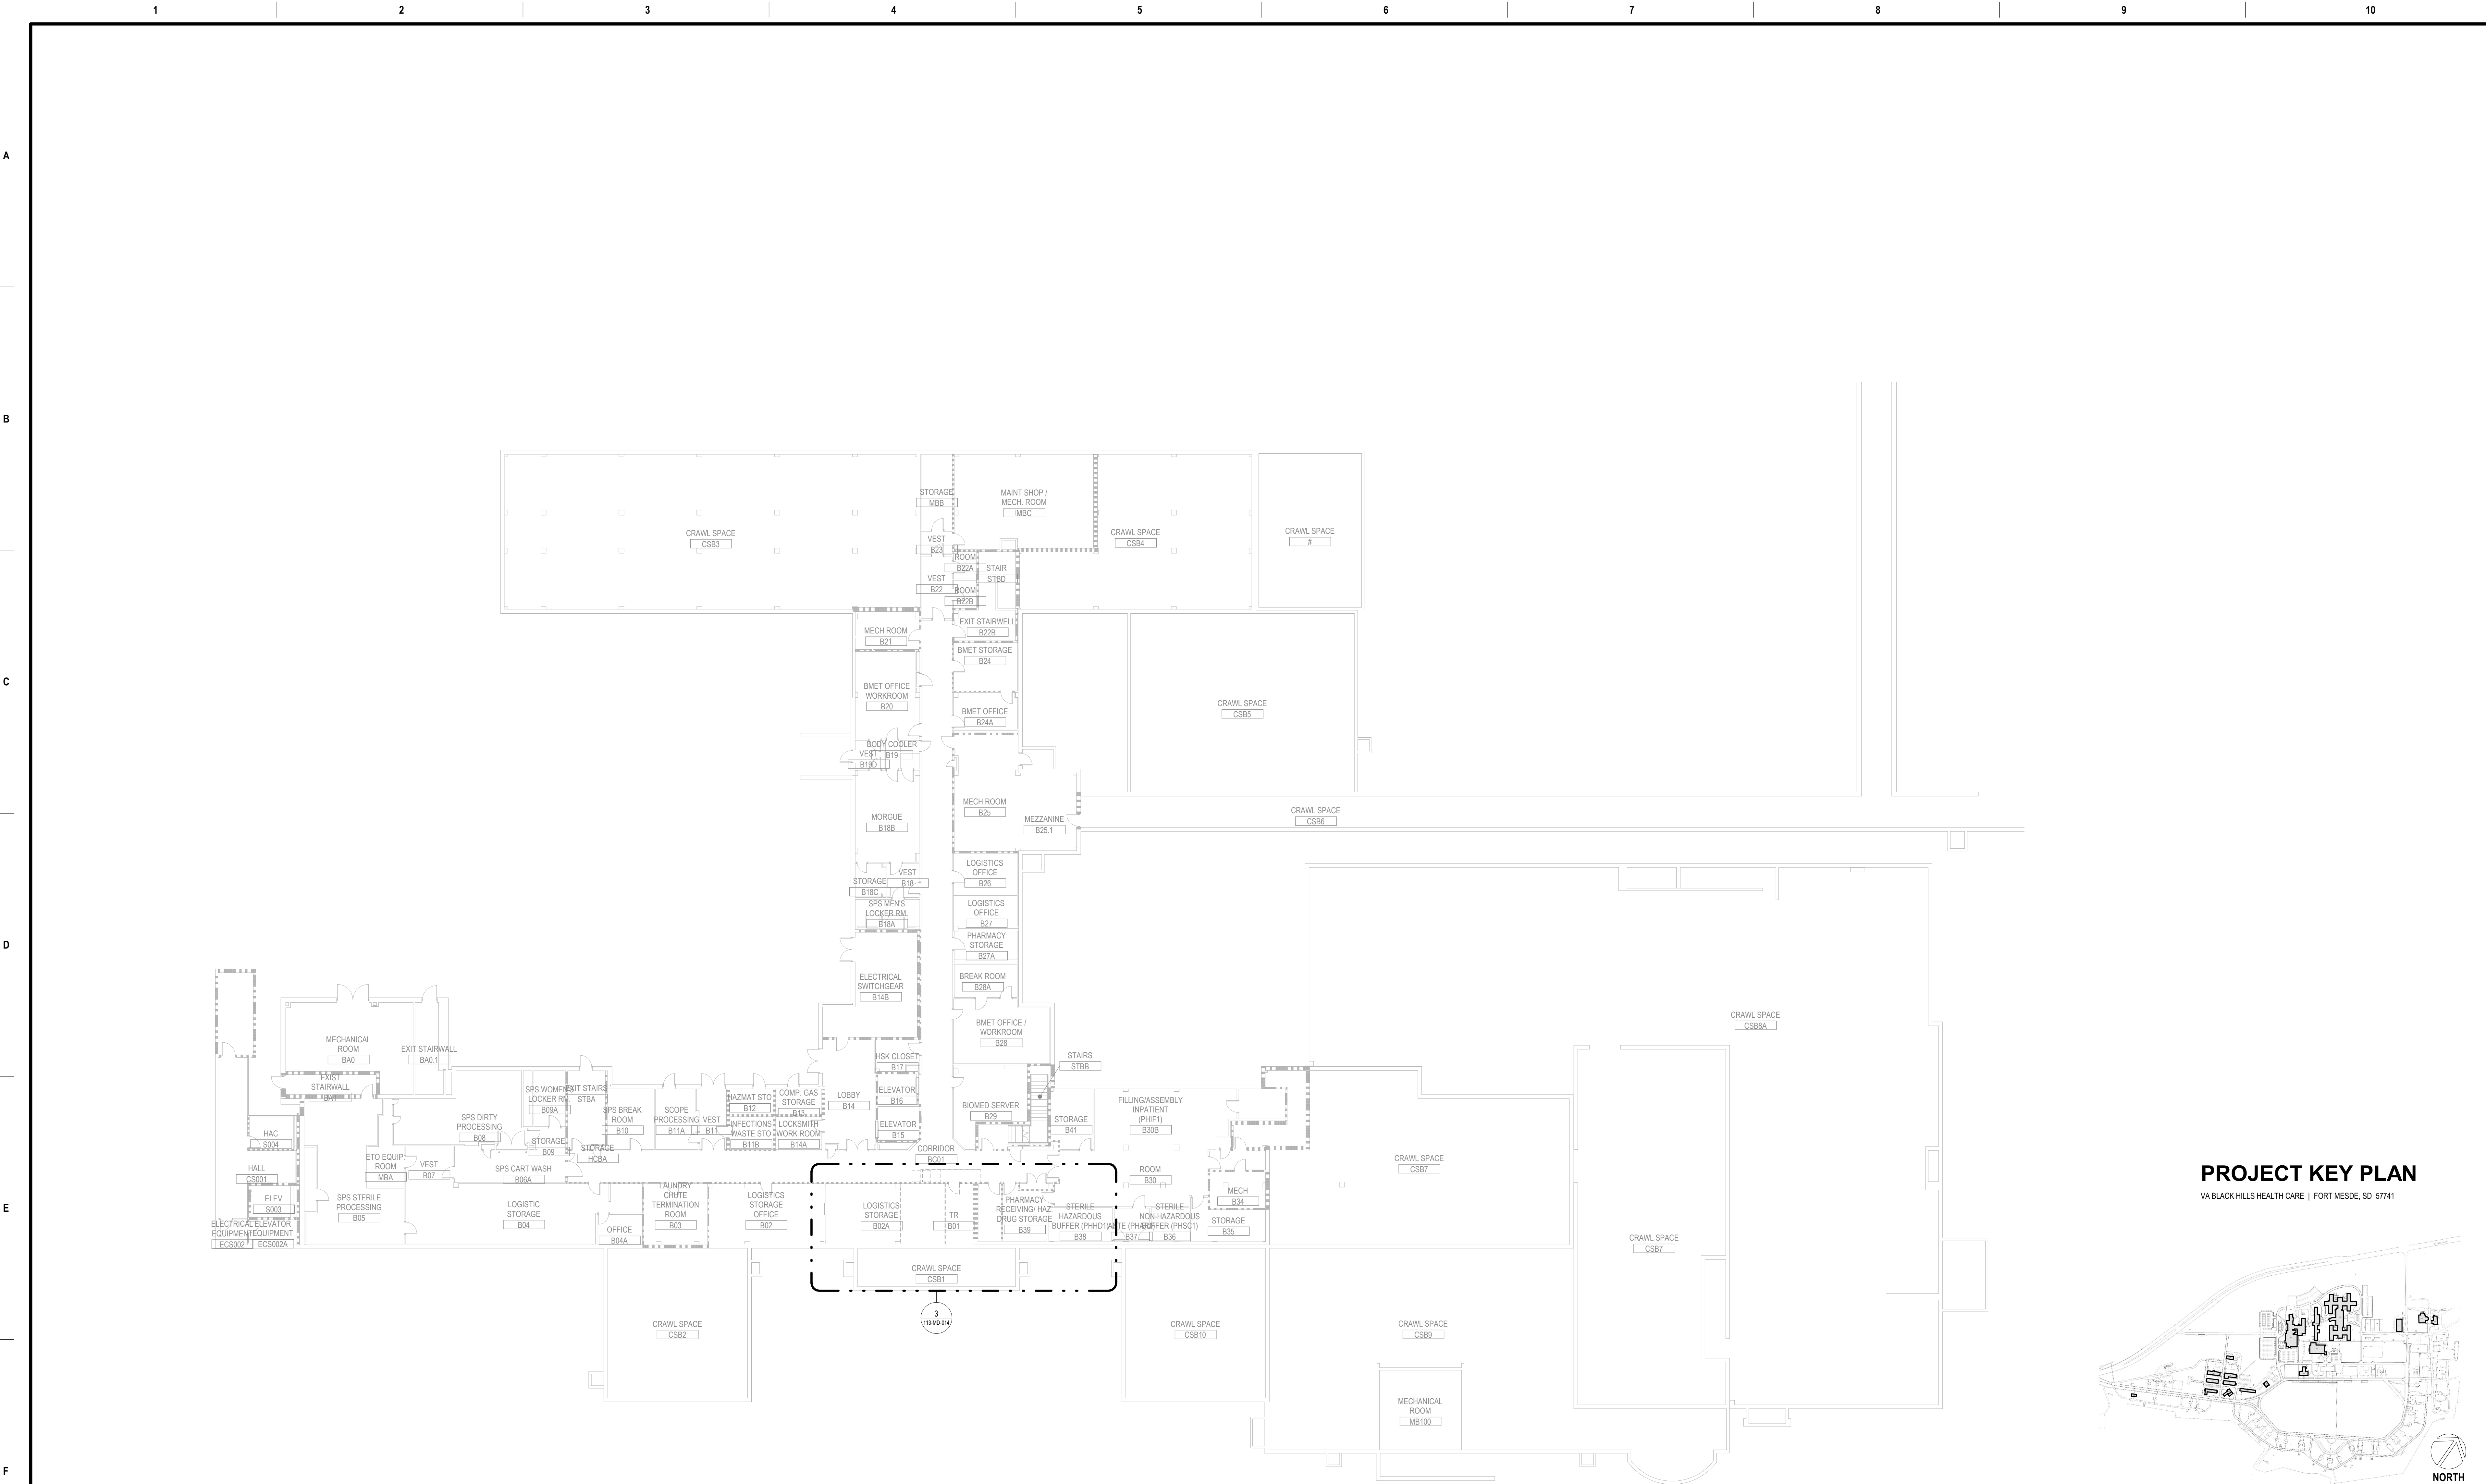 1 2 3 4 5 6 7 8 9 10
A
B
C
D
E
F
STORAGE
MBB
MAINT SHOP /
MECH. ROOM
MBC
CRAWL SPACE
CSB3
CRAWL SPACE
CSB4
CRAWL SPACE
#
VEST
B23
ROOM
B22A
STAIR
STBD
VEST
B22
ROOM
B22B
EXIT STAIRWELL
B22B
MECH ROOM
B21
BMET STORAGE
B24
BMET OFFICE
WORKROOM
B20
BMET OFFICE
B24A
CRAWL SPACE
CSB5
BODY COOLER
B19
VEST
B19D
MECH ROOM
B25
MEZZANINE
B25.1
CRAWL SPACE
CSB6
MORGUE
B18B
LOGISTICS
OFFICE
B26
VEST
B18
STORAGE
B18C
SPS MEN'S
LOCKER RM.
B18A
LOGISTICS
OFFICE
B27
PHARMACY
STORAGE
B27A
ELECTRICAL
SWITCHGEAR
B14B
BREAK ROOM
B28A
BMET OFFICE /
WORKROOM
B28
CRAWL SPACE
CSB8A
MECHANICAL
ROOM
BA0
EXIT STAIRWALL
BA0.1
EXIST
STAIRWALL
HSK CLOSET
B17
STAIRS
STBB
SPS WOMEN'S
LOCKER RM
B09A
EXIT STAIRS
STBA
HAZMAT STO
B12
COMP. GAS
STORAGE
B13
LOBBY
B14
ELEVATOR
B16
BIOMED SERVER
B29
FILLING/ASSEMBLY
INPATIENT
(PHIF1)
B30B
SPS DIRTY
PROCESSING
B08
SPS BREAK
ROOM
B10
SCOPE
PROCESSING
B11A
VEST
B11
INFECTIONS
WASTE STO
B11B
LOCKSMITH
WORK ROOM
B14A
ELEVATOR
B15
STORAGE
B41
HAC
S004
STORAGE
B09
STORAGE
HC8A
CORRIDOR
BC01
HALL
CS001
ETO EQUIP.
ROOM
MBA
VEST
B07
SPS CART WASH
B06A
ROOM
B30
CRAWL SPACE
CSB7
ELEV
S003
SPS STERILE
PROCESSING
B05
LOGISTIC
STORAGE
B04
LAUNDRY
CHUTE
TERMINATION
ROOM
B03
LOGISTICS
STORAGE
OFFICE
B02
LOGISTICS
STORAGE
B02A
TR
B01
PHARMACY
RECEIVING/ HAZ
DRUG STORAGE
B39
STERILE
HAZARDOUS
BUFFER (PHHD1)
B38
B37
STERILE
NON-HAZARDOUS
BUFFER (PHSC1)
B36
MECH
B34
STORAGE
B35
ELECTRICAL
EQUIPMENT
ECS002
ELEVATOR
EQUIPMENT
ECS002A
OFFICE
B04A
CRAWL SPACE
CSB7
CRAWL SPACE
CSB1
3
113-MD-014
CRAWL SPACE
CSB2
CRAWL SPACE
CSB10
CRAWL SPACE
CSB9
MECHANICAL
ROOM
MB100
PROJECT KEY PLAN
VA BLACK HILLS HEALTH CARE | FORT MESDE, SD 57741
NORTH